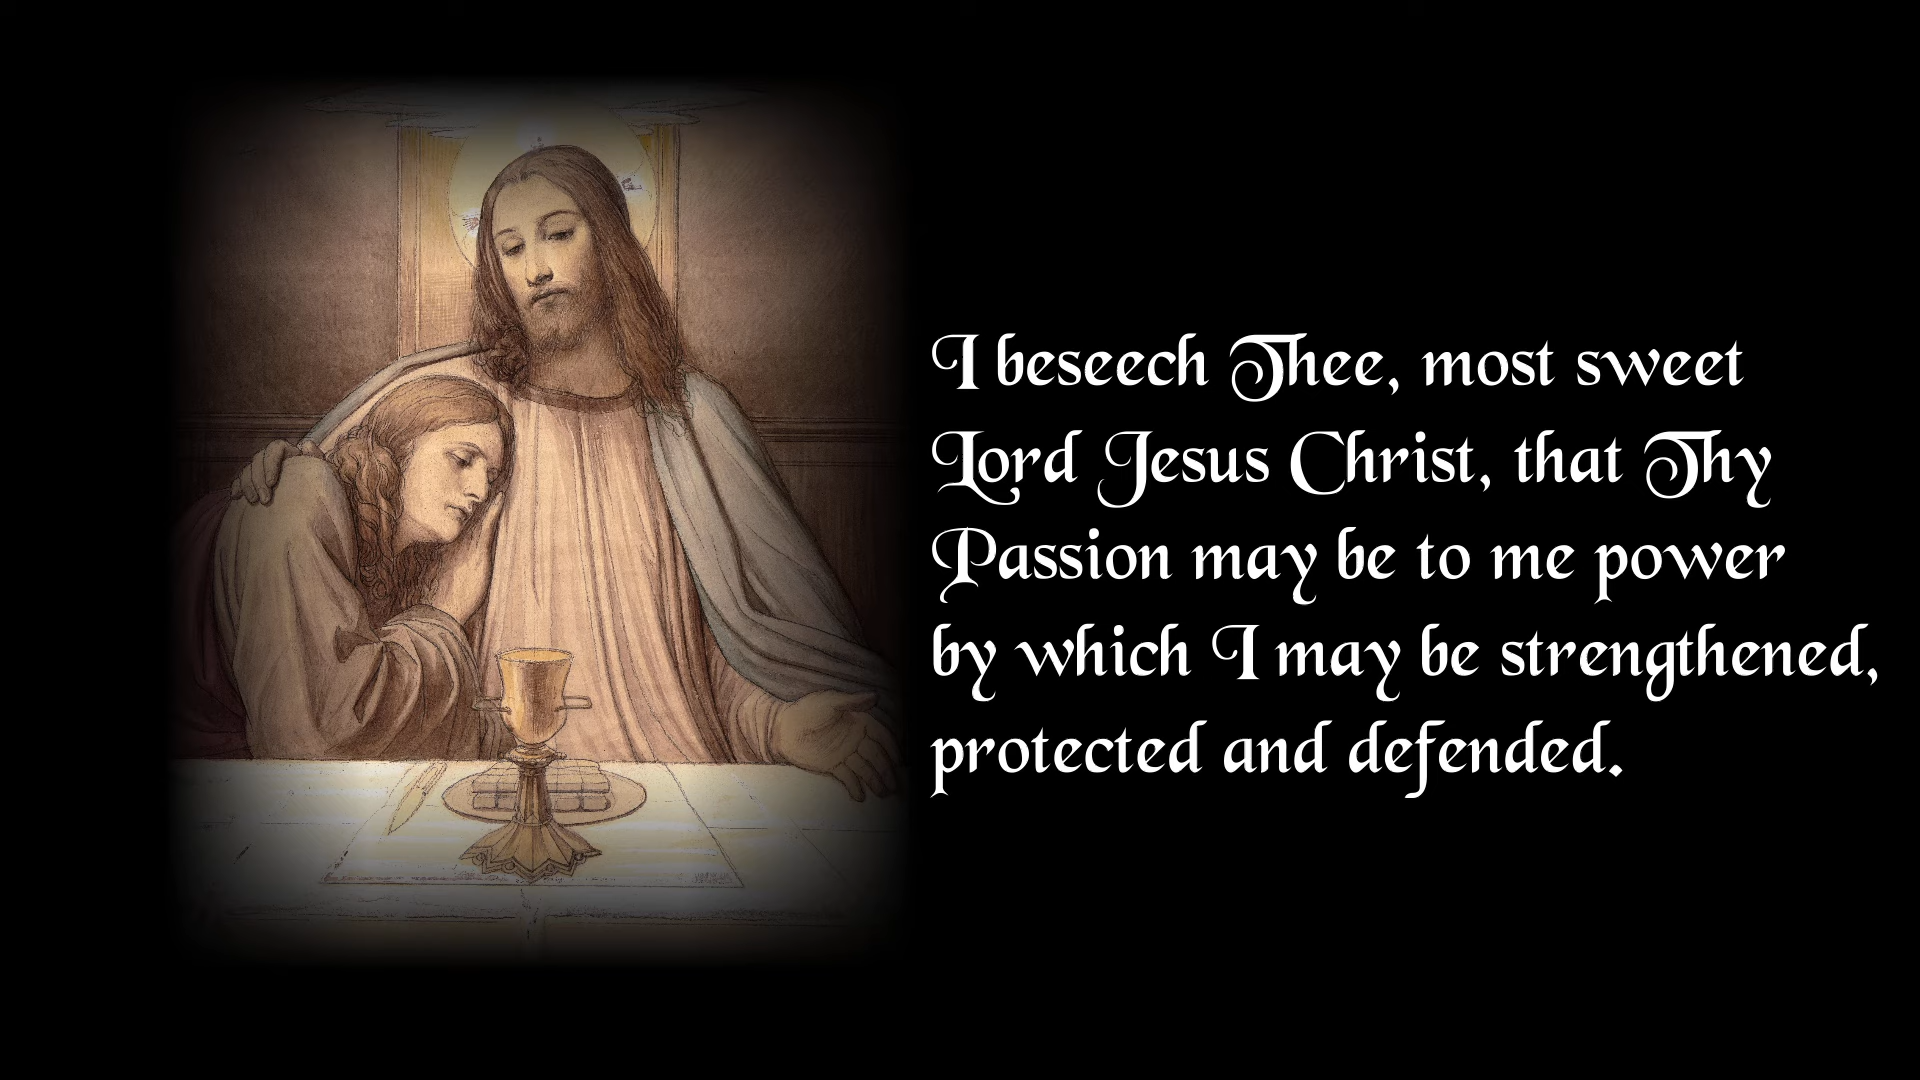 I beseech Thee, most sweet
Lord Jesus Christ, that Thy
Passion may be to me power
by which I may be strengthened,
protected and defended.